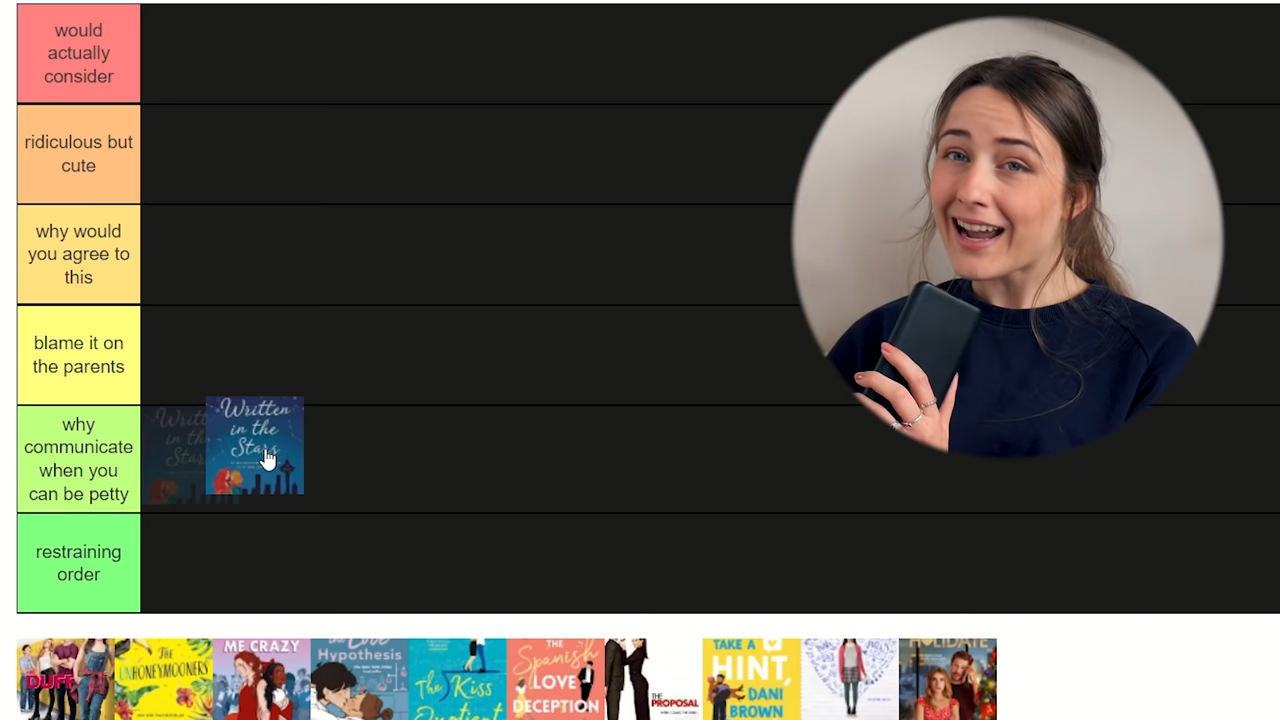 would
actually
consider
ridiculous but
cute
why would
you agree to
this
blame it on
the parents
why
communicate
when you
can be petty
Written
in the
Stars
restraining
order
DUFF
THE
UNHONEYMOONERS
ME CRAZY
The Love
Hypothesis
The Kiss
Quotient
THE
Spanish
LOVE
DECEPTION
THE
PROPOSAL
TAKE A
HINT,
DANI
BROWN
HOLIDATE